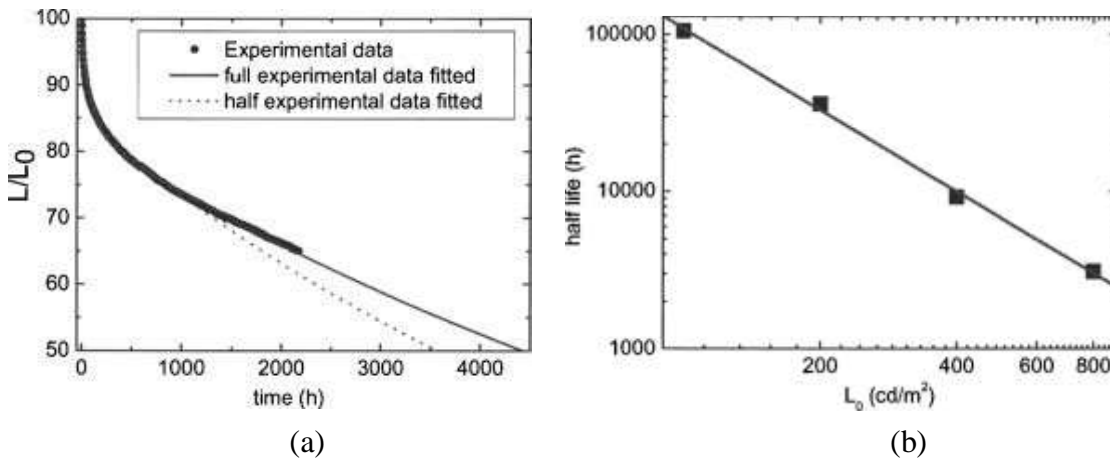 100
90
80
70
60
50
L/L0
Experimental data
full experimental data fitted
half experimental data fitted
0 1000 2000 3000 4000
time (h)
(a)
100000
10000
1000
half life (h)
200 400 600 800
L0 (cd/m²)
(b)